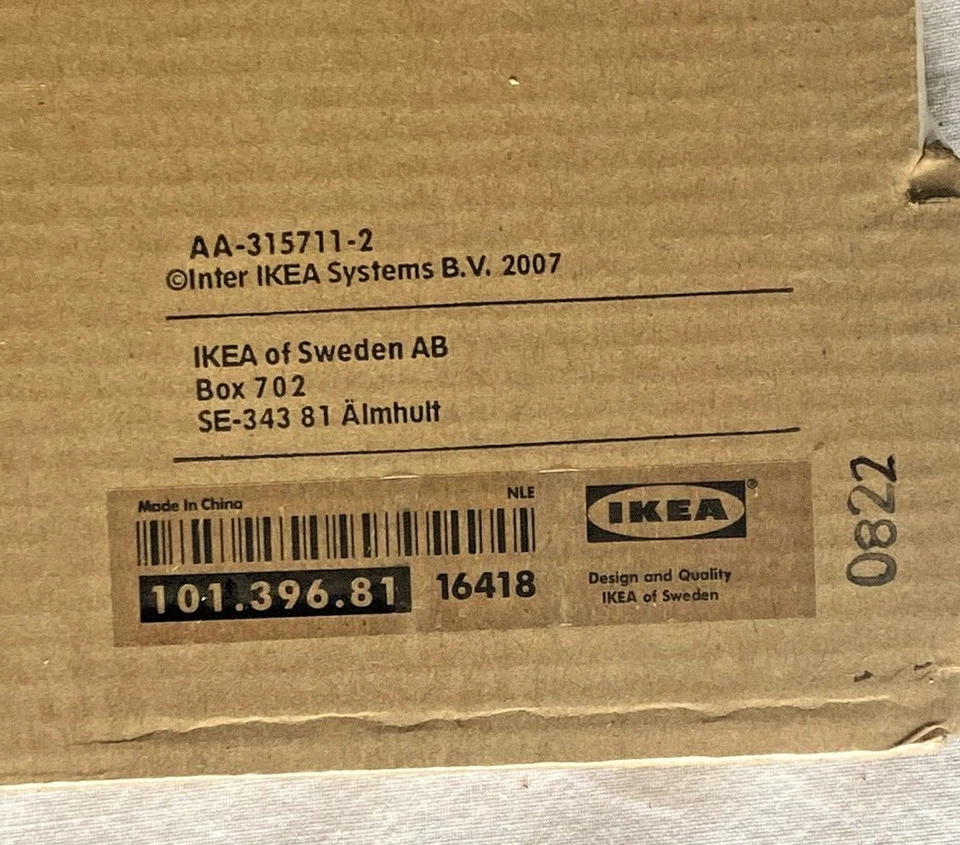 AA-315711-2
©Inter IKEA Systems B.V. 2007
IKEA of Sweden AB
Box 702
SE-343 81 Älmhult
Made In China
NLE
101.396.81
16418
IKEA®
Design and Quality
IKEA of Sweden
0822